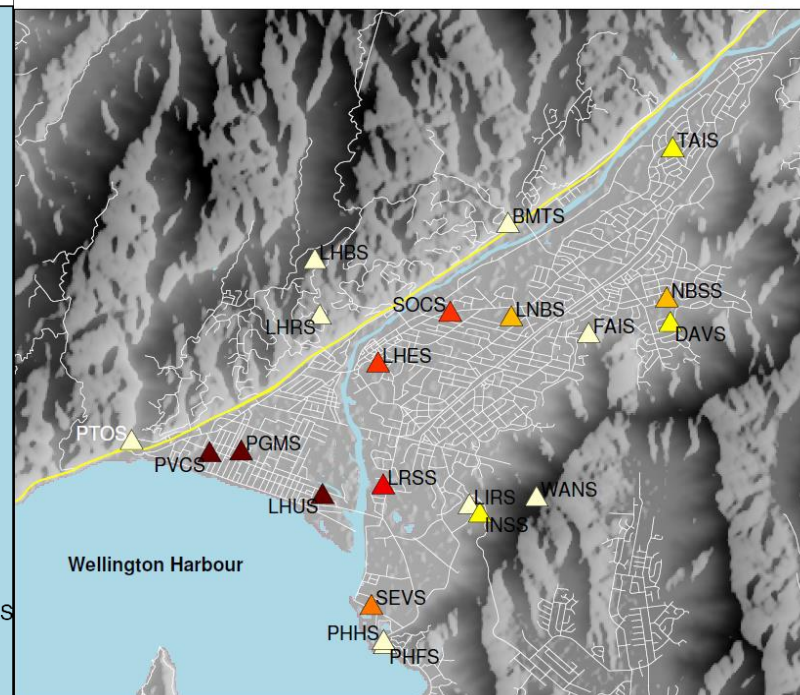 TAIS
BMTS
LHBS
NBSS
SOCS
LNBS
LHRS
FAIS
DAVS
LHES
PTOS
PGMS
PVCS
LRSS
WANS
LIRS
LHUS
INSS
Wellington Harbour
SEVS
S
PHHS
PHFS